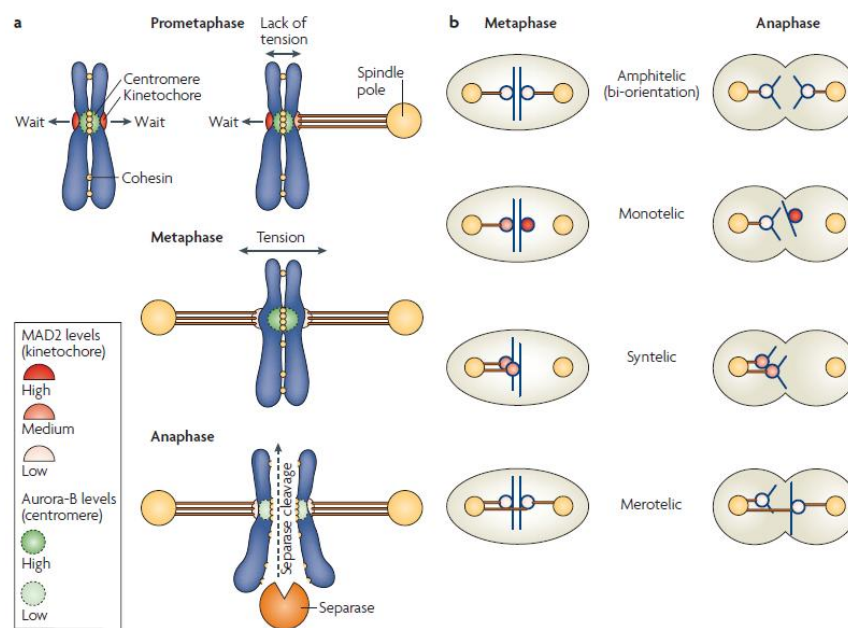 a
Prometaphase
Lack of
tension
Centromere
Kinetochore
Spindle
pole
Wait
Wait
Wait
Cohesin
Metaphase
Tension
MAD2 levels
(kinetochore)
High
Medium
Low
Aurora-B levels
(centromere)
High
Low
Anaphase
Separase cleavage
Separase
b
Metaphase
Anaphase
Amphitelic
(bi-orientation)
Monotelic
Syntelic
Merotelic